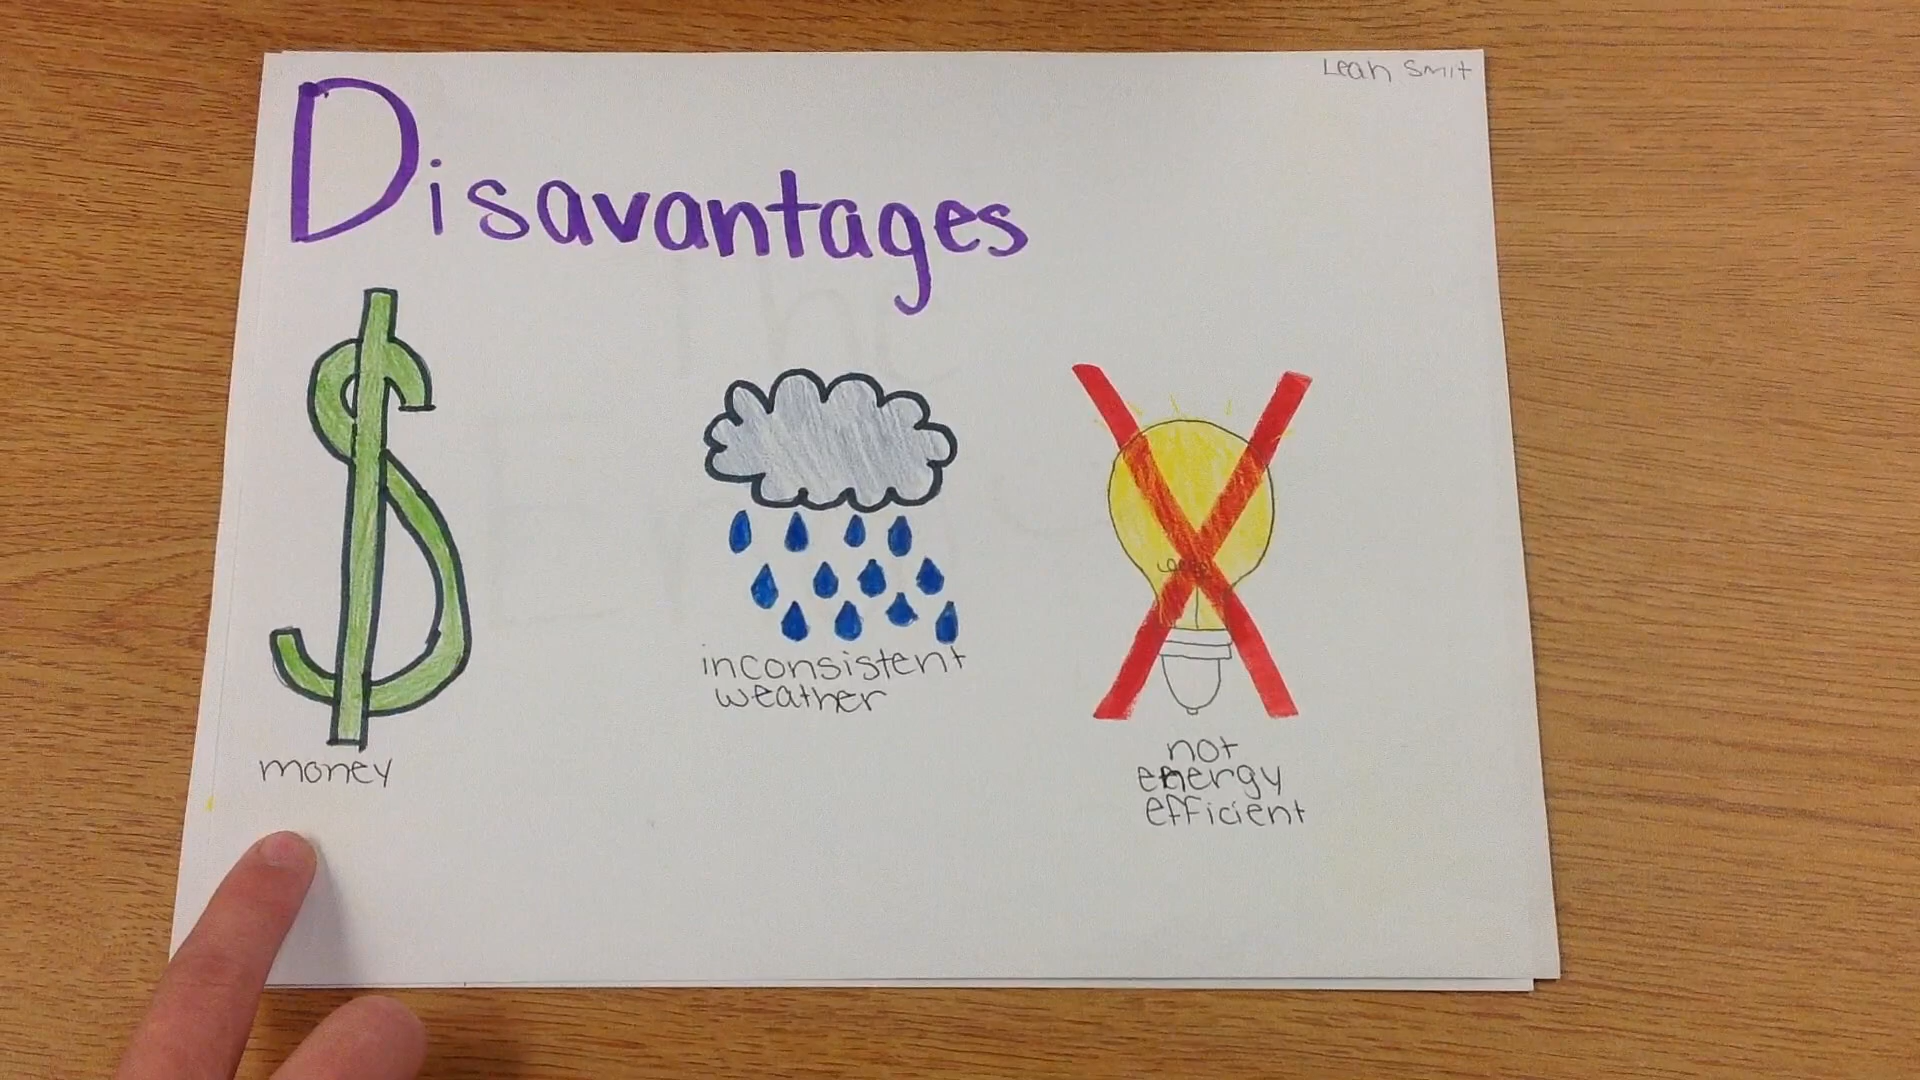 Leah Smit
Disavantages
money
inconsistent
weather
not
energy
efficient